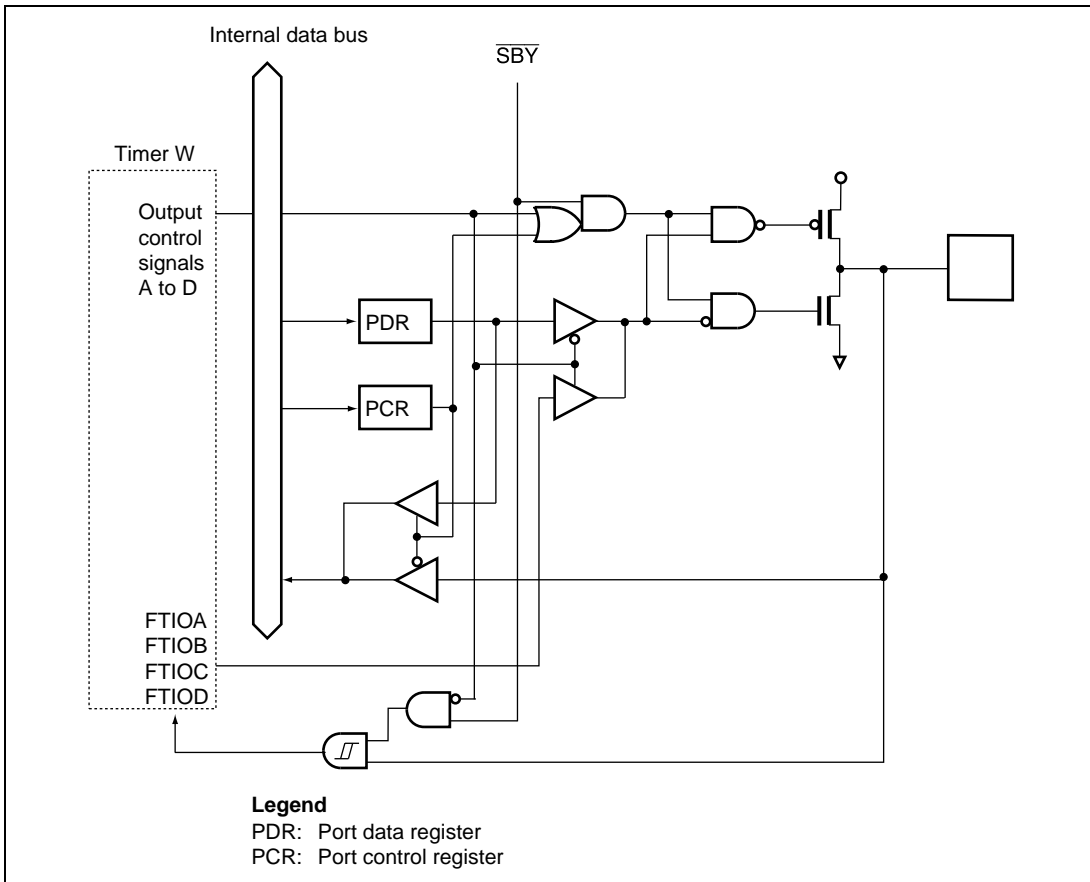 Internal data bus
SBY
Timer W
Output
control
signals
A to D
PDR
PCR
FTIOA
FTIOB
FTIOC
FTIOD
Legend
PDR: Port data register
PCR: Port control register